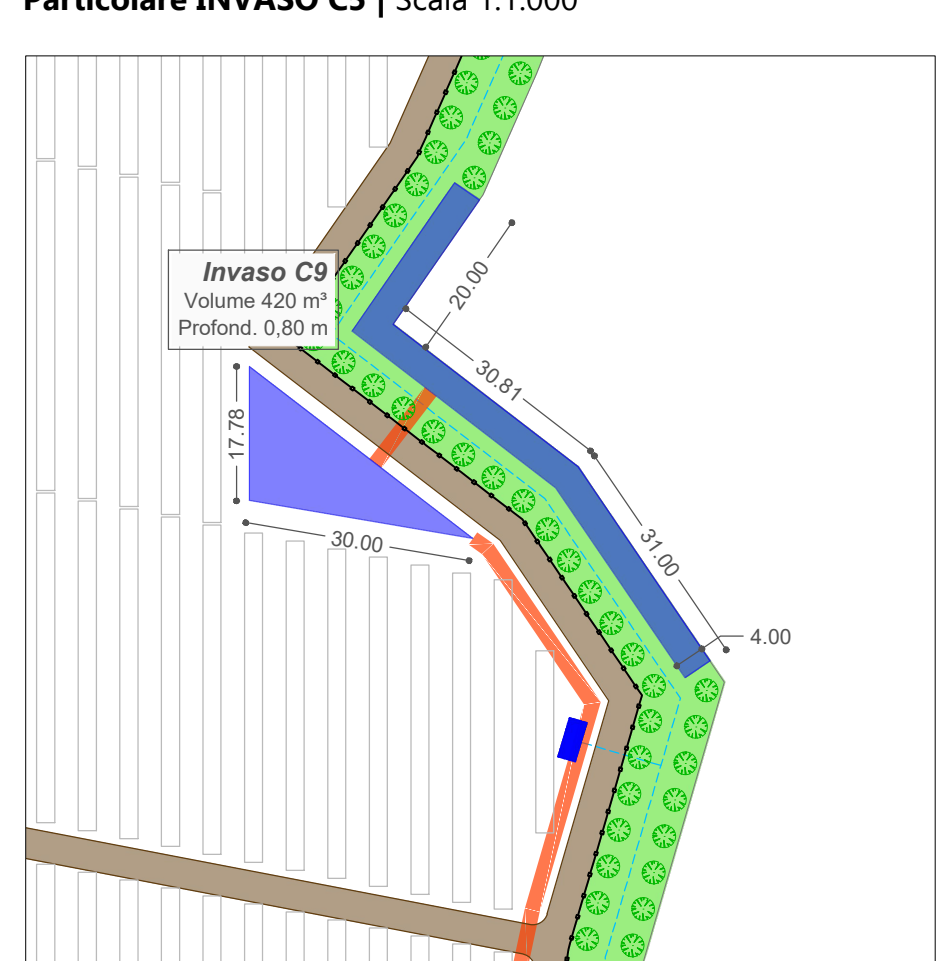 Particolare INVASO C9 | Scala 1:1.000
Invaso C9
Volume 420 m³
Profond. 0,80 m
20.00
30.81
17.78
30.00
31.00
4.00